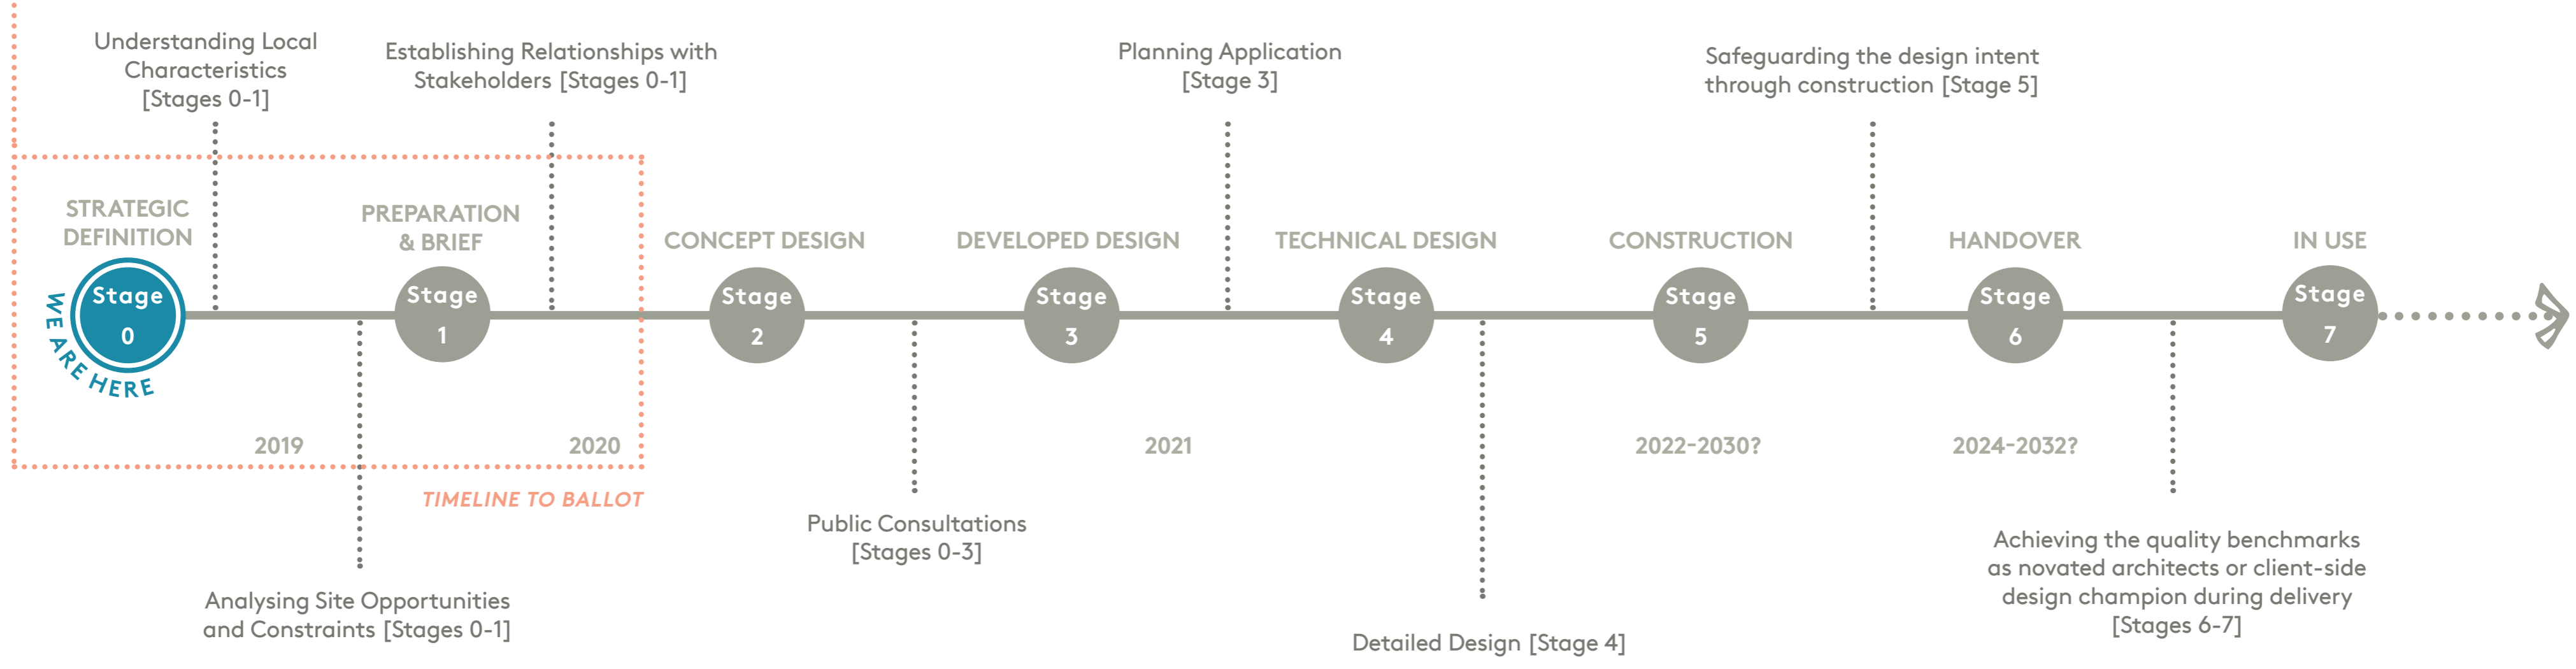 Understanding Local
Characteristics
[Stages 0-1]
Establishing Relationships with
Stakeholders [Stages 0-1]
Planning Application
[Stage 3]
Safeguarding the design intent
through construction [Stage 5]
STRATEGIC
DEFINITION
PREPARATION
& BRIEF
CONCEPT DESIGN
DEVELOPED DESIGN
TECHNICAL DESIGN
CONSTRUCTION
HANDOVER
IN USE
Stage
0
WE ARE HERE
Stage
1
Stage
2
Stage
3
Stage
4
Stage
5
Stage
6
Stage
7
2019
2020
2021
2022-2030?
2024-2032?
TIMELINE TO BALLOT
Analysing Site Opportunities
and Constraints [Stages 0-1]
Public Consultations
[Stages 0-3]
Detailed Design [Stage 4]
Achieving the quality benchmarks
as novated architects or client-side
design champion during delivery
[Stages 6-7]